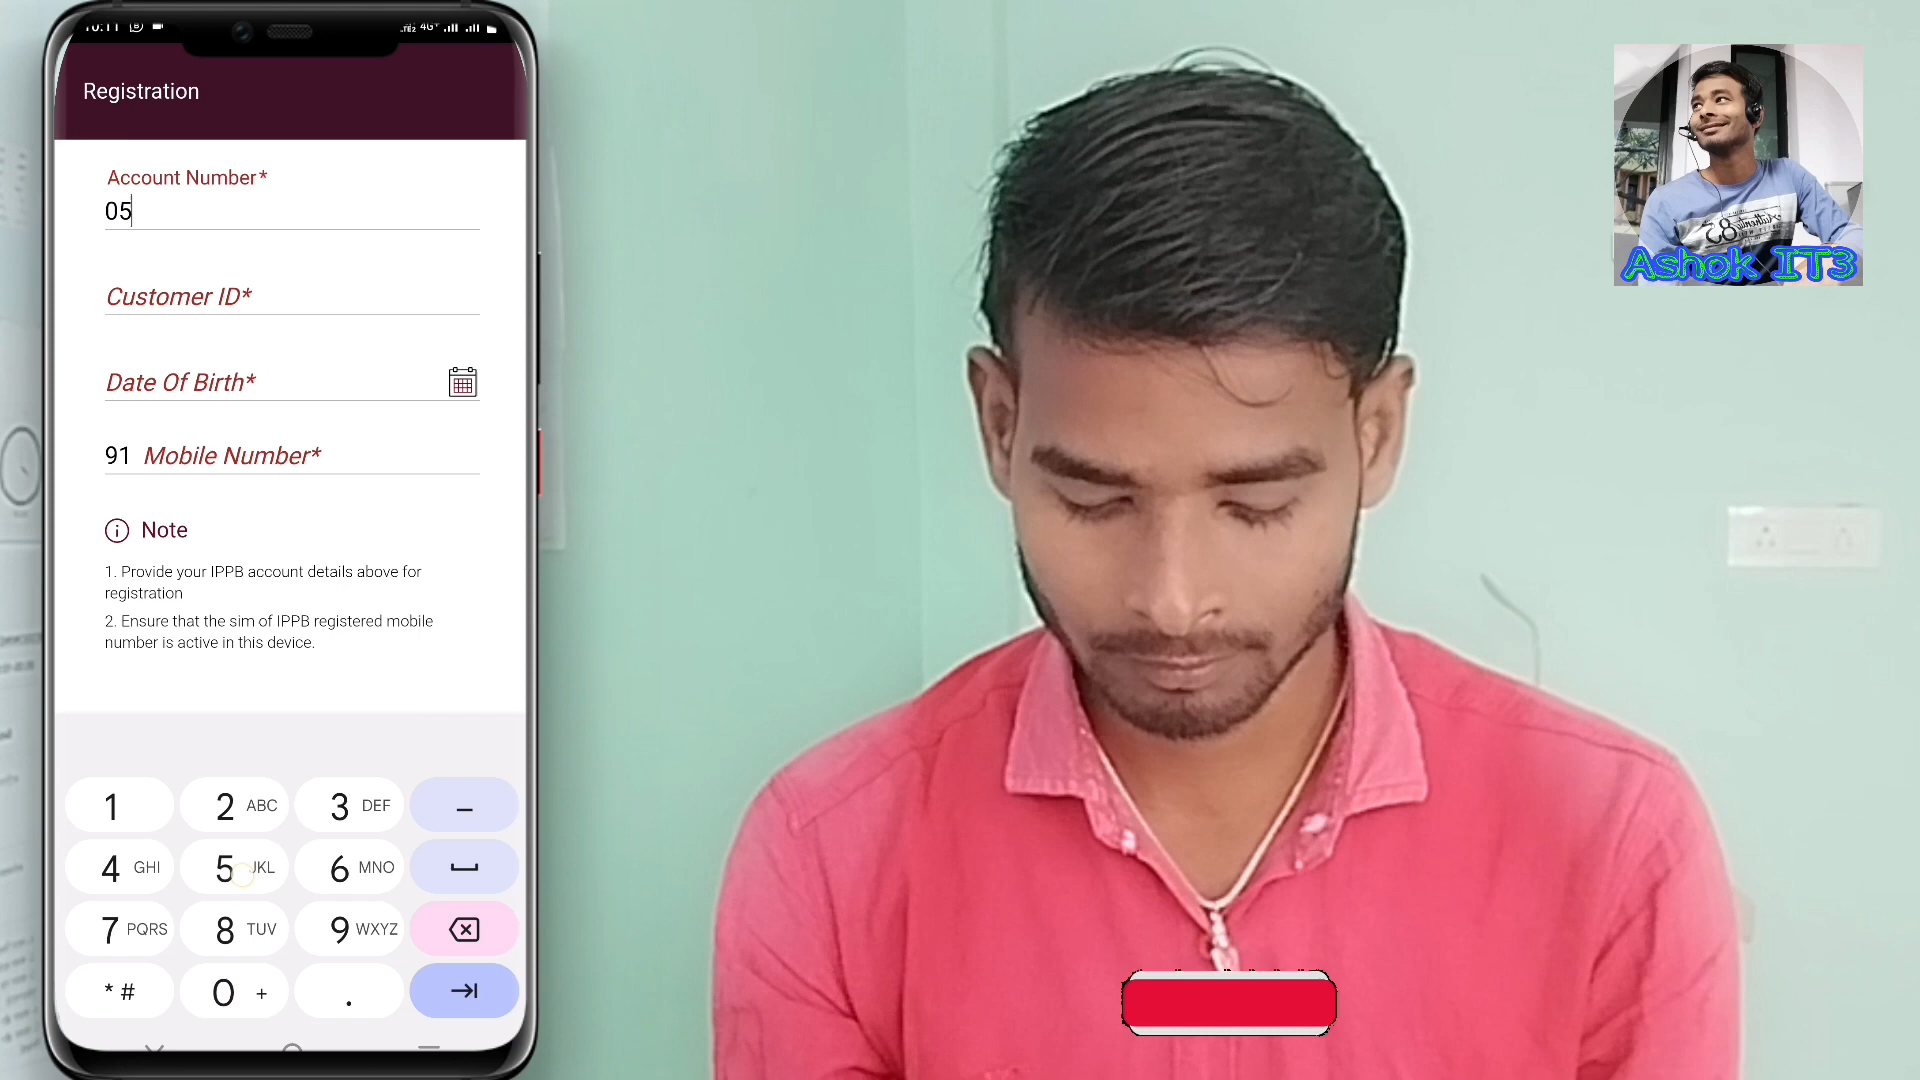 10:11
4G+
Registration
Account Number*
05
Customer ID*
Date Of Birth*
91 Mobile Number*
Note
1. Provide your IPPB account details above for
registration
2. Ensure that the sim of IPPB registered mobile
number is active in this device.
1 2 ABC 3 DEF –
4 GHI 5 JKL 6 MNO
7 PQRS 8 TUV 9 WXYZ
* # 0 + .
Ashok IT3